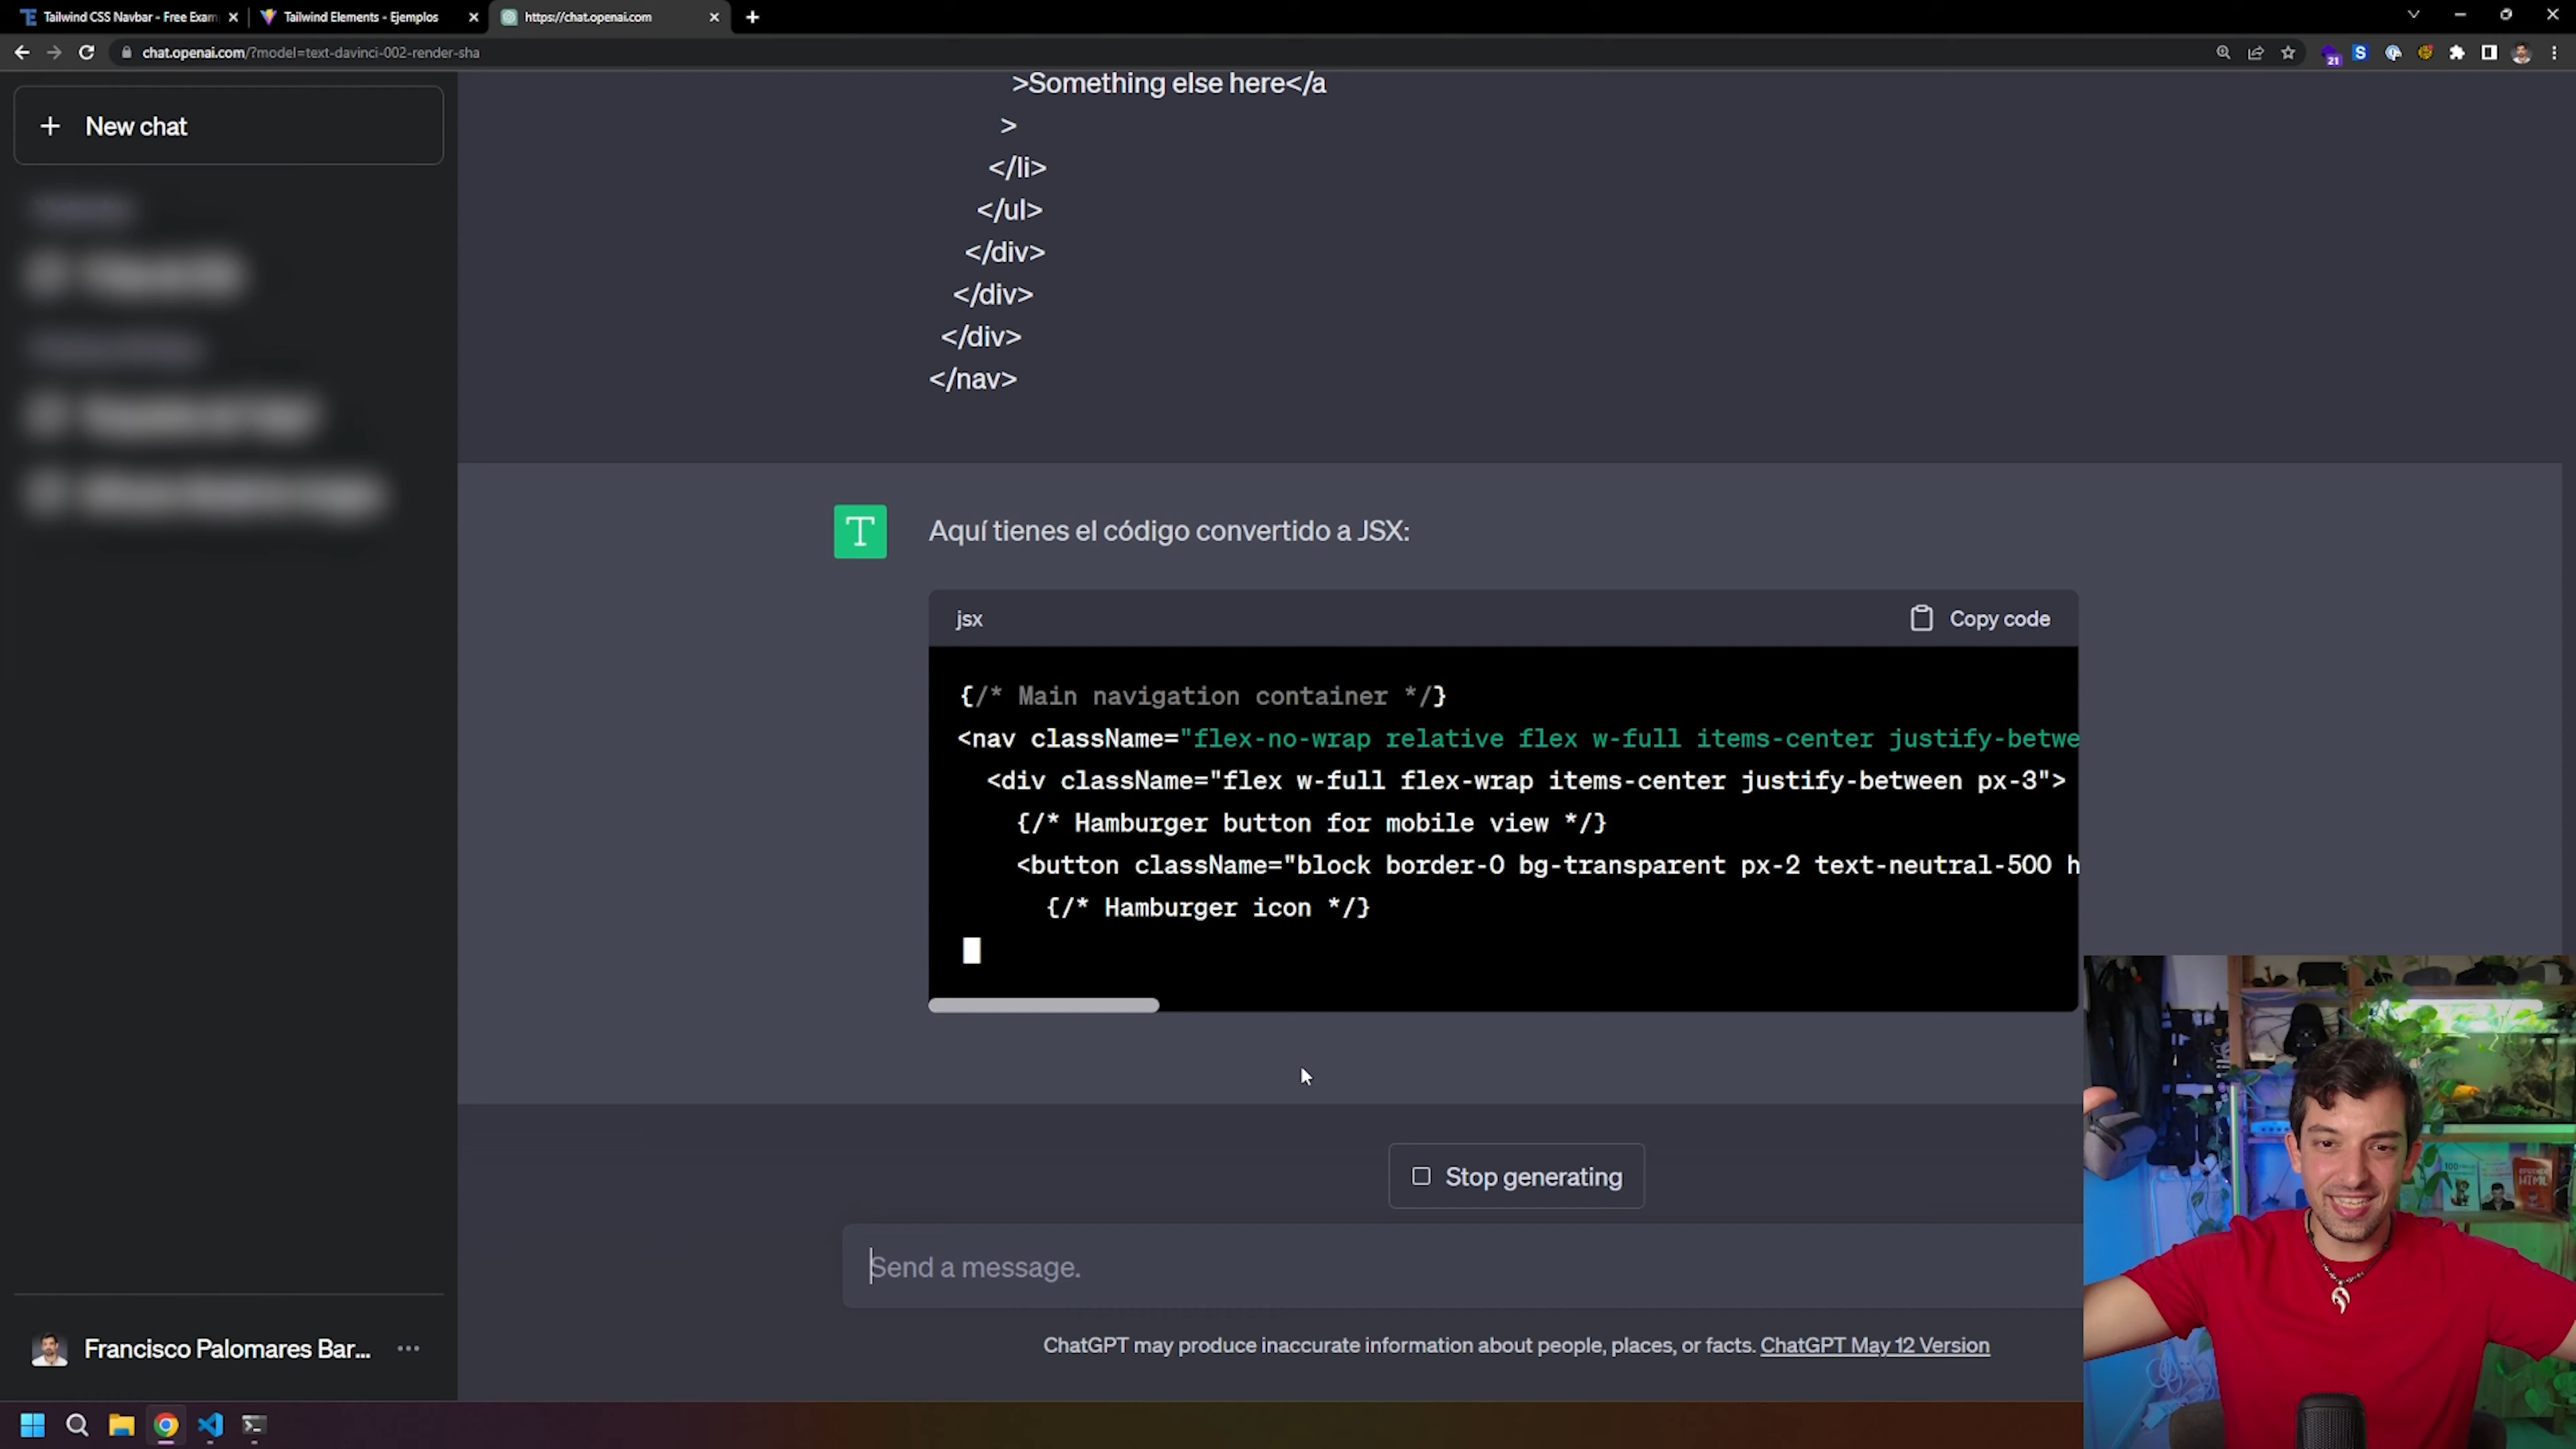 Tailwind CSS Navbar - Free Exam
Tailwind Elements - Ejemplos
https://chat.openai.com
chat.openai.com/?model=text-davinci-002-render-sha
21
New chat
>Something else here</a
>
</li>
</ul>
</div>
</div>
</div>
</nav>
Aquí tienes el código convertido a JSX:
jsx
Copy code
{/* Main navigation container */}
<nav className="flex-no-wrap relative flex w-full items-center justify-betwe
<div className="flex w-full flex-wrap items-center justify-between px-3">
{/* Hamburger button for mobile view */}
<button className="block border-0 bg-transparent px-2 text-neutral-500 h
{/* Hamburger icon */}
Stop generating
Send a message.
ChatGPT may produce inaccurate information about people, places, or facts. ChatGPT May 12 Version
Francisco Palomares Bar...